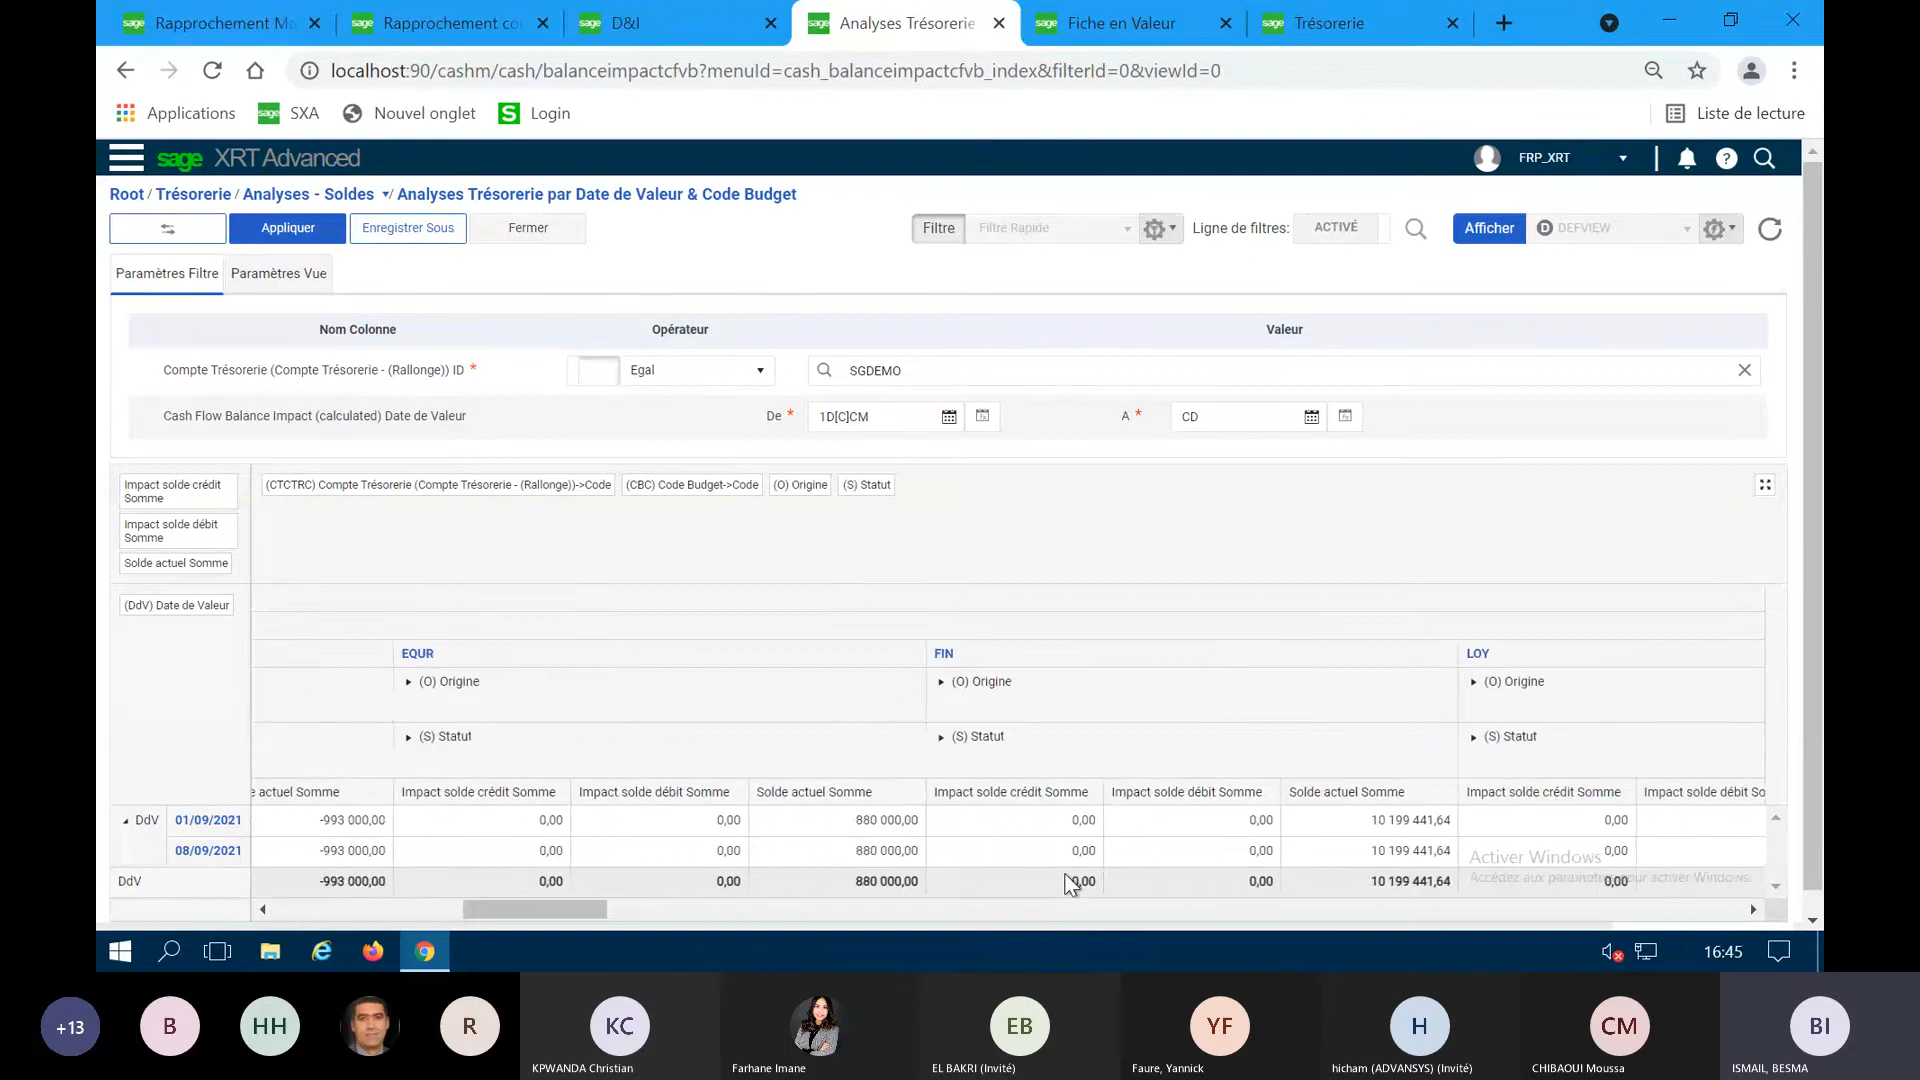 sage Rapprochement Ma
sage Rapprochement co
sage D&I
sage Analyses Trésorerie
sage Fiche en Valeur
sage Trésorerie
localhost:90/cashm/cash/balanceimpactcfvb?menuId=cash_balanceimpactcfvb_index&filterId=0&viewId=0
Applications
sage SXA
Nouvel onglet
S Login
Liste de lecture
sage XRT Advanced
FRP_XRT
Root / Trésorerie / Analyses - Soldes / Analyses Trésorerie par Date de Valeur & Code Budget
Appliquer
Enregistrer Sous
Fermer
Filtre
Filtre Rapide
Ligne de filtres:
ACTIVÉ
Afficher
D DEFVIEW
Paramètres Filtre
Paramètres Vue
Nom Colonne Opérateur Valeur
Compte Trésorerie (Compte Trésorerie - (Rallonge)) ID * Egal SGDEMO
Cash Flow Balance Impact (calculated) Date de Valeur De * 1D[C]CM A * CD
Impact solde crédit
Somme
Impact solde débit
Somme
Solde actuel Somme
(CTCTRC) Compte Trésorerie (Compte Trésorerie - (Rallonge))->Code
(CBC) Code Budget->Code
(O) Origine
(S) Statut
(DdV) Date de Valeur
EQUR FIN LOY
(O) Origine (O) Origine (O) Origine
(S) Statut (S) Statut (S) Statut
e actuel Somme Impact solde crédit Somme Impact solde débit Somme Solde actuel Somme Impact solde crédit Somme Impact solde débit Somme Solde actuel Somme Impact solde crédit Somme Impact solde débit So
DdV 01/09/2021 -993 000,00 0,00 0,00 880 000,00 0,00 0,00 10 199 441,64 0,00
08/09/2021 -993 000,00 0,00 0,00 880 000,00 0,00 0,00 10 199 441,64 0,00
DdV -993 000,00 0,00 0,00 880 000,00 0,00 0,00 10 199 441,64 0,00
Activer Windows
Accédez aux paramètres pour activer Windows.
16:45
+13
B
HH
R
KC
EB
YF
H
CM
BI
KPWANDA Christian
Farhane Imane
EL BAKRI (Invité)
Faure, Yannick
hicham (ADVANSYS) (Invité)
CHIBAOUI Moussa
ISMAIL, BESMA